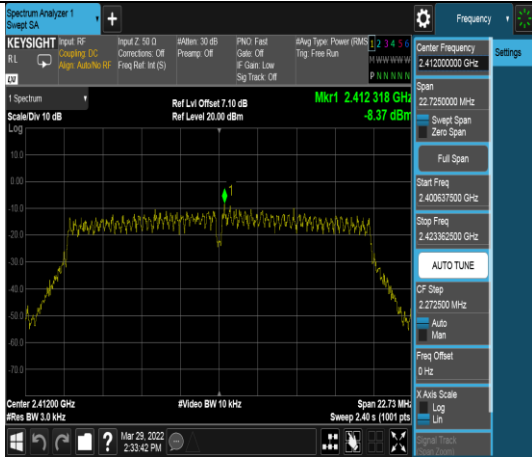 Spectrum Analyzer 1
Swept SA
+
Frequency
KEYSIGHT
RL
Input: RF
Coupling: DC
Align: Auto/No RF
Input Z: 50 Ω
Corrections: Off
Freq Ref: Int (S)
#Atten: 30 dB
Preamp: Off
PNO: Fast
Gate: Off
IF Gain: Low
Sig Track: Off
#Avg Type: Power (RMS
Trig: Free Run
1 2 3 4 5 6
M W W W W W
P N N N N N
Settings
Center Frequency
2.412000000 GHz
Span
22.7250000 MHz
Swept Span
Zero Span
Full Span
Start Freq
2.400637500 GHz
Stop Freq
2.423362500 GHz
AUTO TUNE
CF Step
2.272500 MHz
Auto
Man
Freq Offset
0 Hz
X Axis Scale
Log
Lin
Signal Track
(Span Zoom)
1 Spectrum
Scale/Div 10 dB
Log
Ref Lvl Offset 7.10 dB
Ref Level 20.00 dBm
Mkr1 2.412 318 GHz
-8.37 dBm
1
10.0
0.00
-10.0
-20.0
-30.0
-40.0
-50.0
-60.0
-70.0
Center 2.41200 GHz
#Res BW 3.0 kHz
#Video BW 10 kHz
Span 22.73 MHz
Sweep 2.40 s (1001 pts)
?
Mar 29, 2022
2:33:42 PM